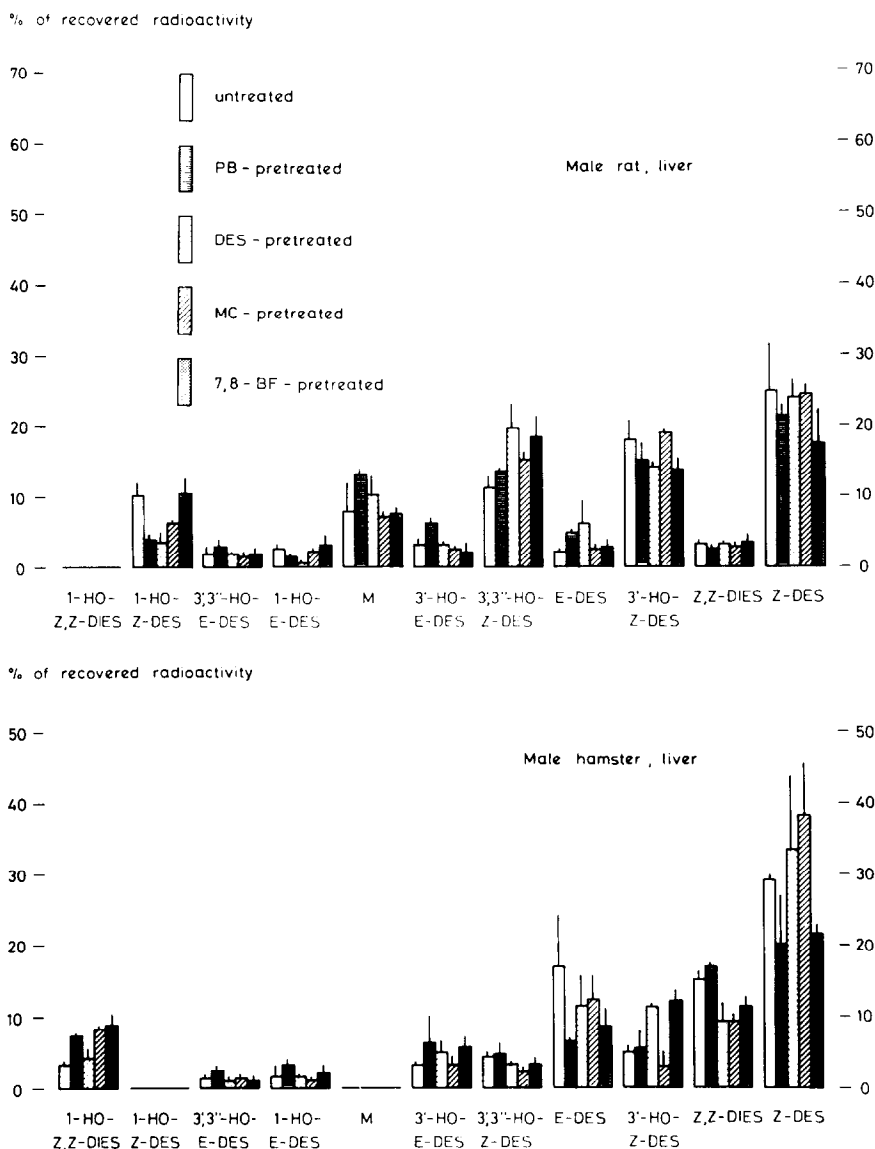 % of recovered radioactivity
70 — — 70
untreated
60 — — 60
PB - pretreated
Male rat, liver
50 — — 50
DES - pretreated
40 — — 40
MC - pretreated
30 — — 30
7,8 - BF - pretreated
20 — — 20
10 — — 10
0 — — 0
1-HO- 1-HO- 3',3''-HO- 1-HO- M 3'-HO- 3',3''-HO- E-DES 3'-HO- Z,Z-DIES Z-DES
Z,Z-DIES Z-DES E-DES E-DES E-DES Z-DES Z-DES
% of recovered radioactivity
50 — — 50
Male hamster, liver
40 — — 40
30 — — 30
20 — — 20
10 — — 10
0 — — 0
1-HO- 1-HO- 3',3''-HO- 1-HO- M 3'-HO- 3',3''-HO- E-DES 3'-HO- Z,Z-DIES Z-DES
Z,Z-DIES Z-DES E-DES E-DES E-DES Z-DES Z-DES